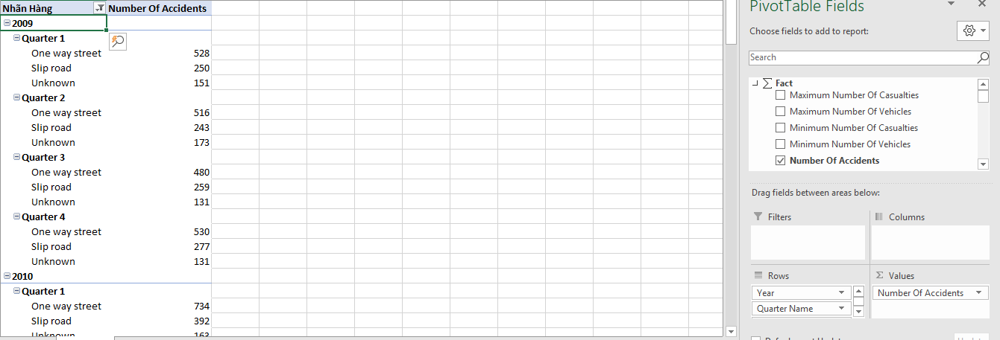 Nhãn Hàng Number Of Accidents
2009
Quarter 1
One way street 528
Slip road 250
Unknown 151
Quarter 2
One way street 516
Slip road 243
Unknown 173
Quarter 3
One way street 480
Slip road 259
Unknown 131
Quarter 4
One way street 530
Slip road 277
Unknown 131
2010
Quarter 1
One way street 734
Slip road 392
Unknown 163
PivotTable Fields
Choose fields to add to report:
Search
Fact
Maximum Number Of Casualties
Maximum Number Of Vehicles
Minimum Number Of Casualties
Minimum Number Of Vehicles
Number Of Accidents
Drag fields between areas below:
Filters
Columns
Rows
Σ Values
Year
Number Of Accidents
Quarter Name